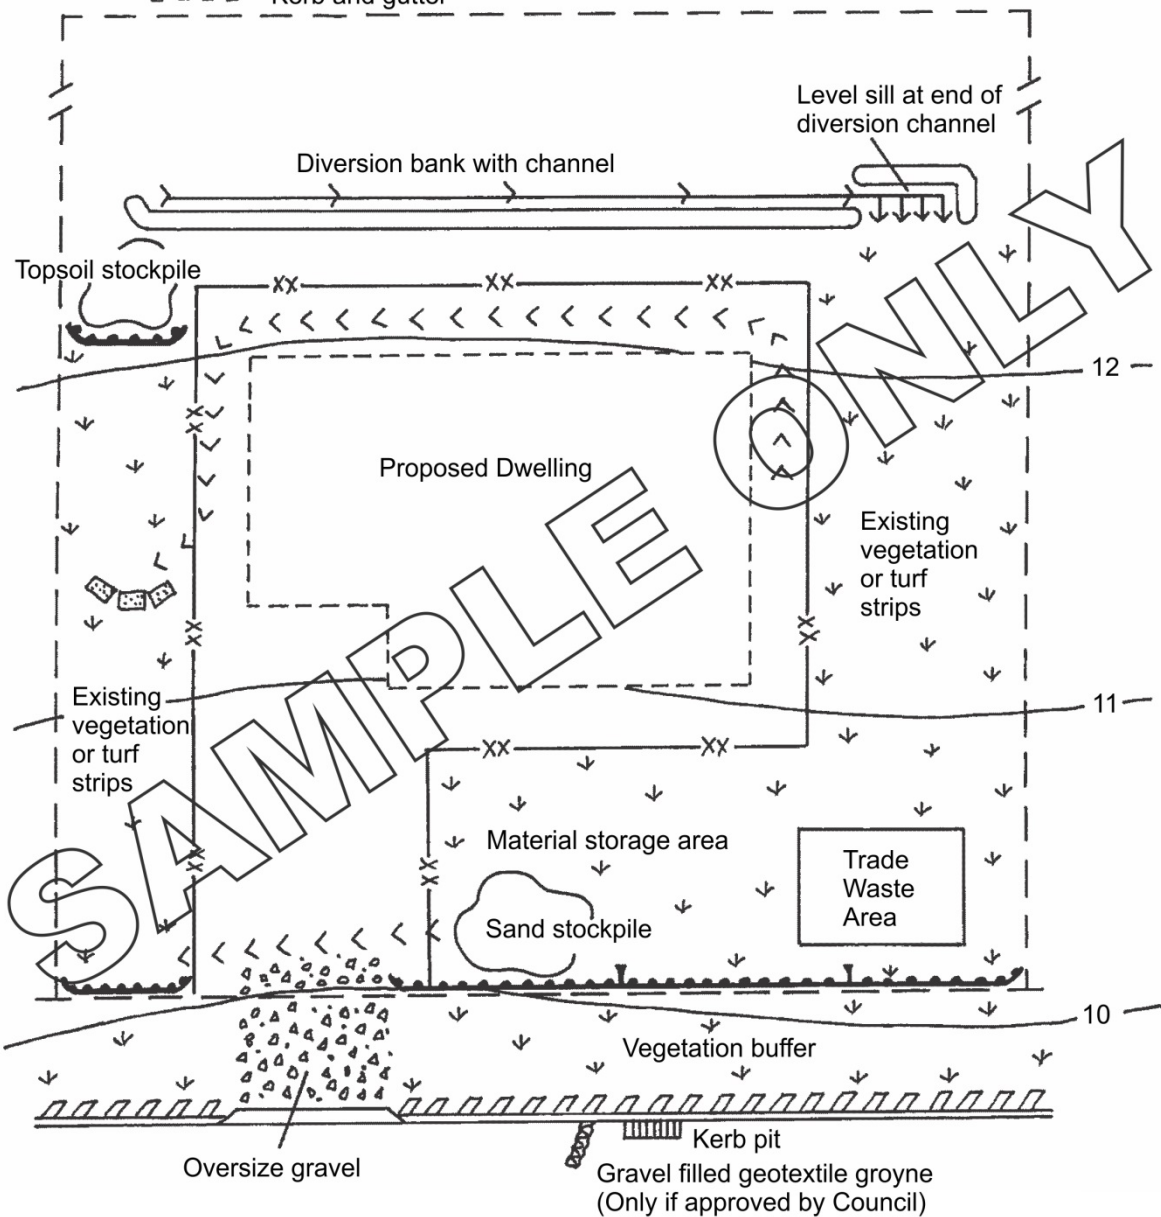 Kerb and gutter
Level sill at end of
diversion channel
Diversion bank with channel
Topsoil stockpile
12
Proposed Dwelling
Existing
vegetation
or turf
strips
Existing
vegetation
or turf
strips
11
Material storage area
Trade
Waste
Area
Sand stockpile
SAMPLE ONLY
10
Vegetation buffer
Oversize gravel
Kerb pit
Gravel filled geotextile groyne
(Only if approved by Council)